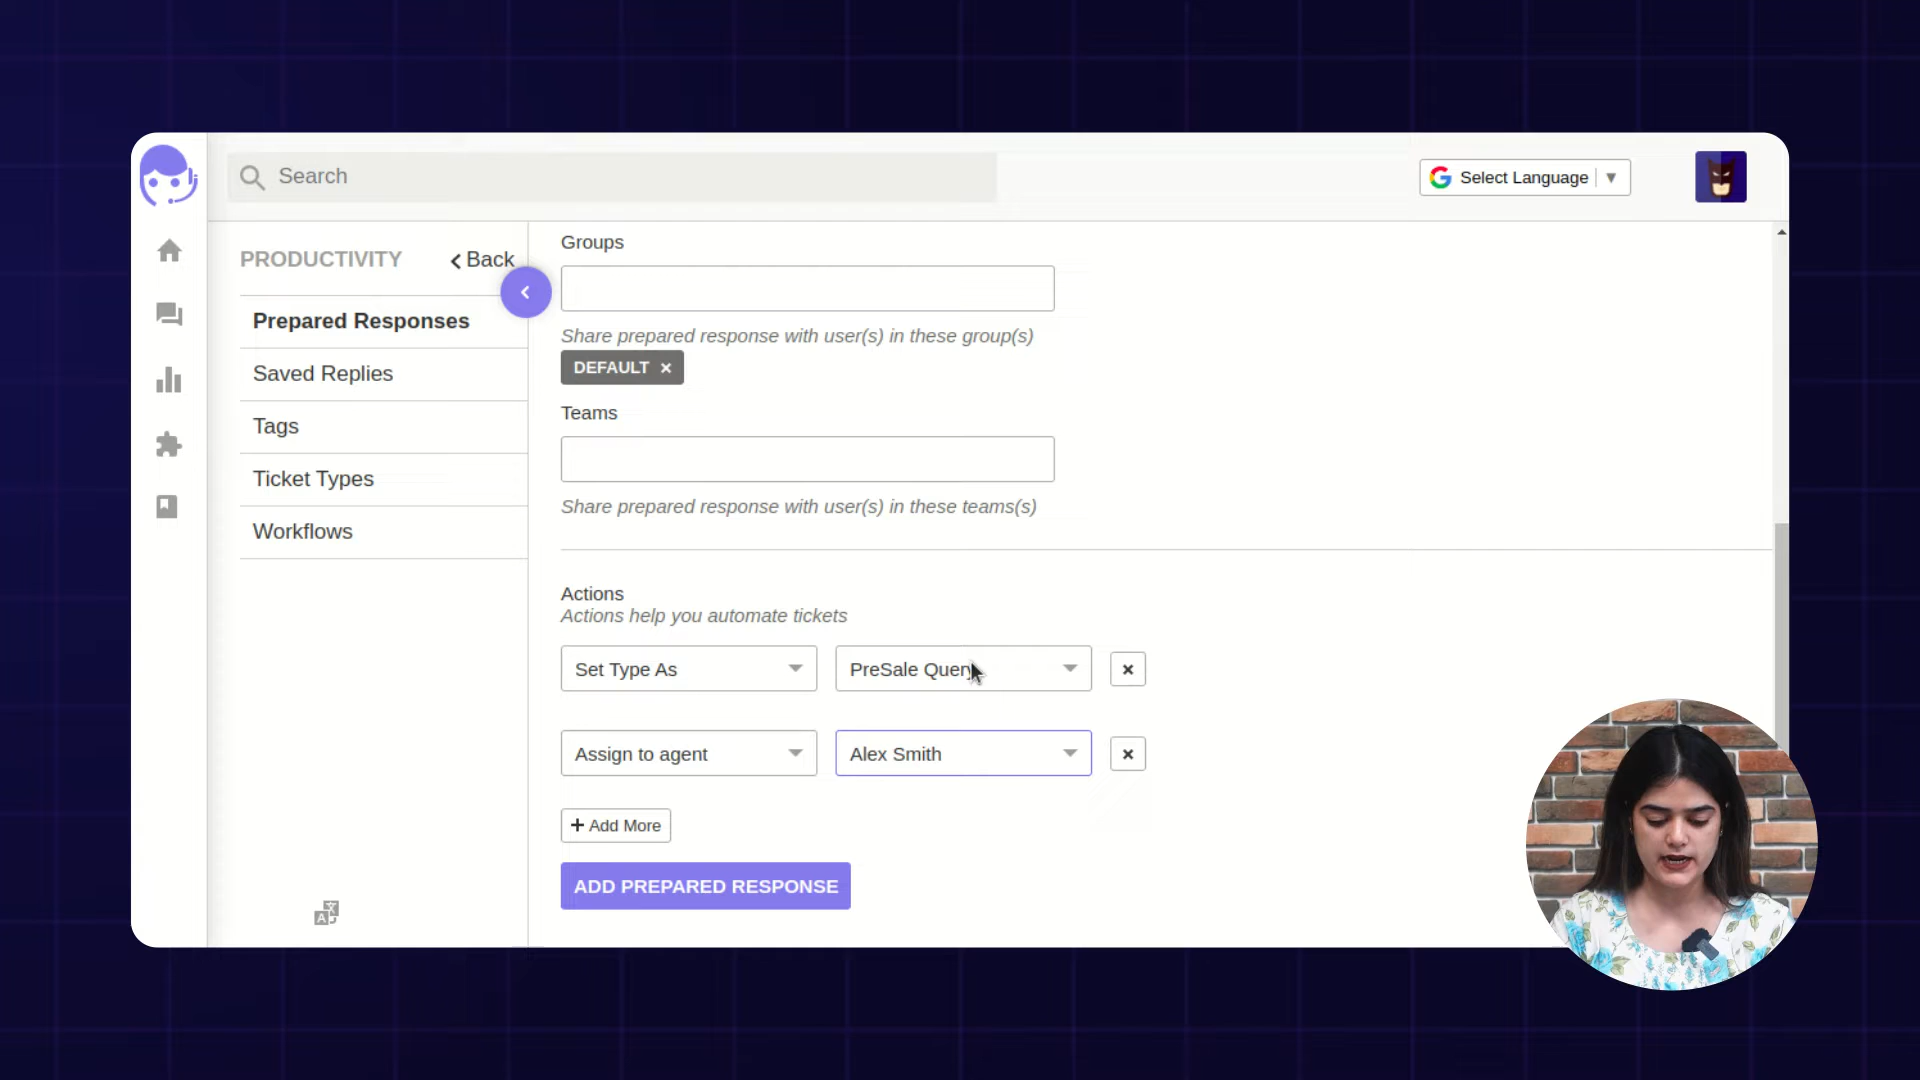 Search
Select Language
PRODUCTIVITY
Back
Prepared Responses
Saved Replies
Tags
Ticket Types
Workflows
Groups
Share prepared response with user(s) in these group(s)
DEFAULT ×
Teams
Share prepared response with user(s) in these teams(s)
Actions
Actions help you automate tickets
Set Type As
PreSale Query
×
Assign to agent
Alex Smith
×
+ Add More
ADD PREPARED RESPONSE